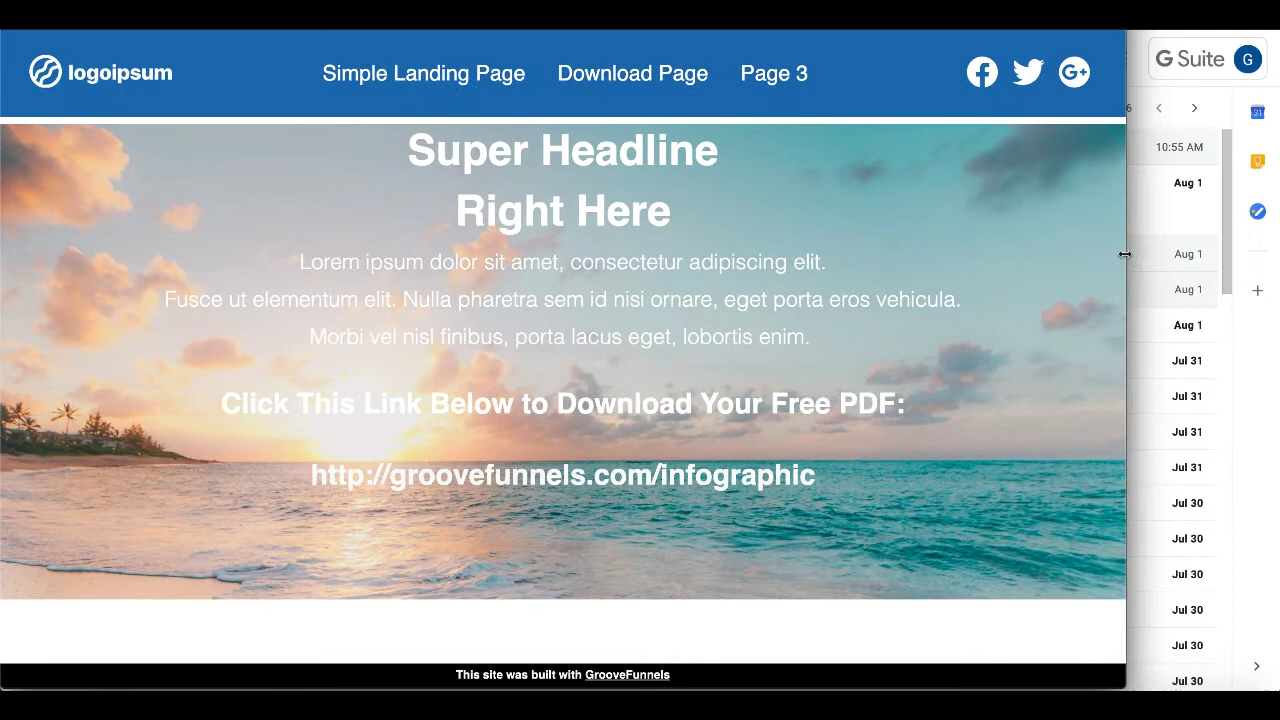 logoipsum
Simple Landing Page Download Page Page 3
G Suite G
6
Super Headline
Right Here
Lorem ipsum dolor sit amet, consectetur adipiscing elit.
Fusce ut elementum elit. Nulla pharetra sem id nisi ornare, eget porta eros vehicula.
Morbi vel nisl finibus, porta lacus eget, lobortis enim.
Click This Link Below to Download Your Free PDF:
http://groovefunnels.com/infographic
This site was built with GrooveFunnels
10:55 AM
Aug 1
Aug 1
Aug 1
Aug 1
Jul 31
Jul 31
Jul 31
Jul 31
Jul 30
Jul 30
Jul 30
Jul 30
Jul 30
Jul 30
31